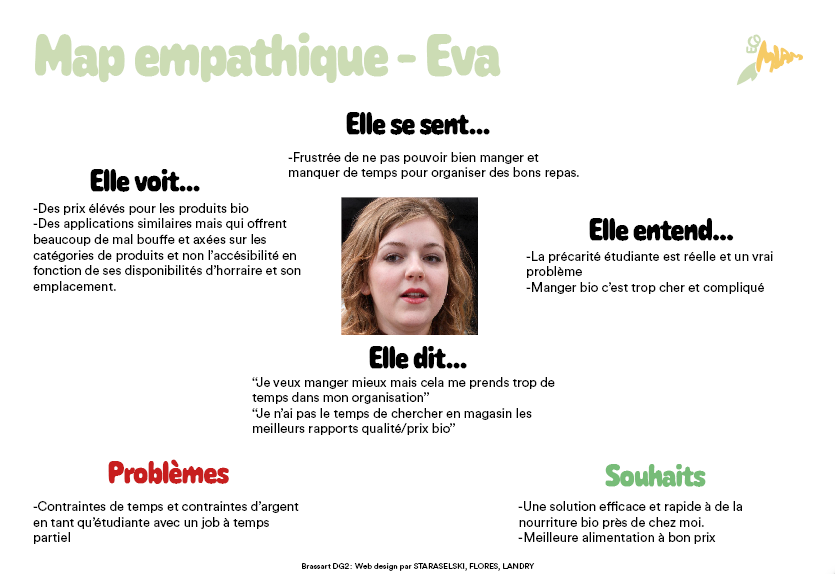 Map empathique - Eva
ECO
MIAM
Elle se sent...
-Frustrée de ne pas pouvoir bien manger et
manquer de temps pour organiser des bons repas.
Elle voit...
-Des prix élévés pour les produits bio
-Des applications similaires mais qui offrent
beaucoup de mal bouffe et axées sur les
catégories de produits et non l'accésibilité en
fonction de ses disponibilités d'horraire et son
emplacement.
Elle entend...
-La précarité étudiante est réelle et un vrai
problème
-Manger bio c'est trop cher et compliqué
Elle dit...
“Je veux manger mieux mais cela me prends trop de
temps dans mon organisation”
“Je n'ai pas le temps de chercher en magasin les
meilleurs rapports qualité/prix bio”
Problèmes
-Contraintes de temps et contraintes d'argent
en tant qu'étudiante avec un job à temps
partiel
Souhaits
-Une solution efficace et rapide à de la
nourriture bio près de chez moi.
-Meilleure alimentation à bon prix
Brassart DG2 : Web design par STARASELSKI, FLORES, LANDRY